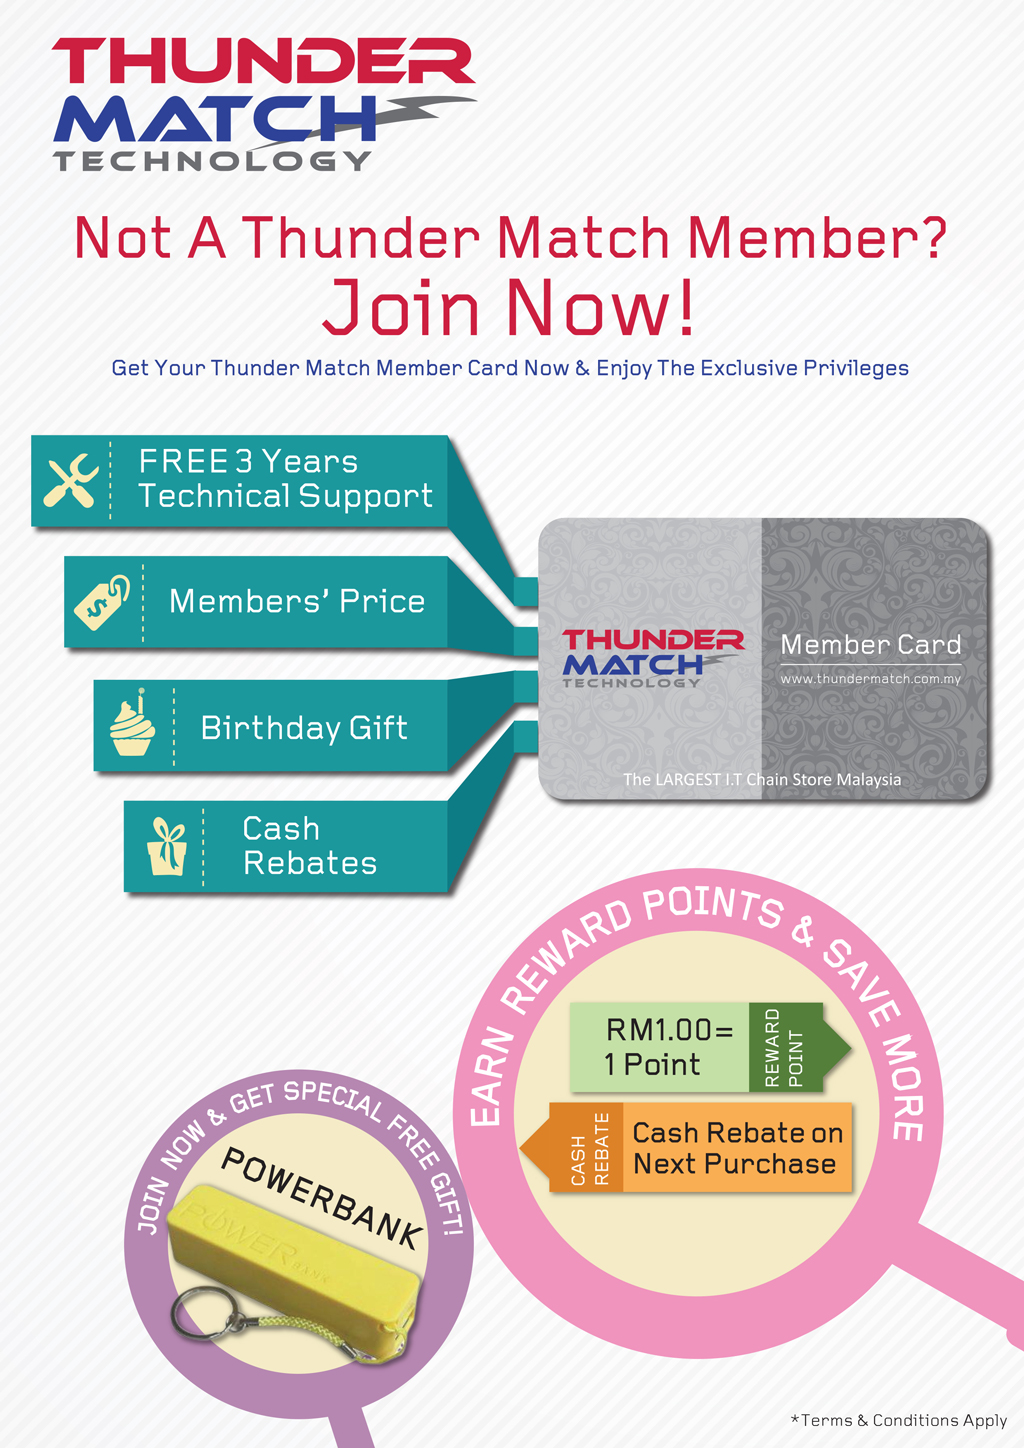 THUNDER
MATCH
TECHNOLOGY
Not A Thunder Match Member?
Join Now!
Get Your Thunder Match Member Card Now & Enjoy The Exclusive Privileges
FREE 3 Years
Technical Support
Members' Price
Birthday Gift
Cash
Rebates
THUNDER
MATCH
TECHNOLOGY
Member Card
www.thundermatch.com.my
The LARGEST I.T Chain Store Malaysia
EARN REWARD POINTS & SAVE MORE
RM1.00=
1 Point
REWARD
POINT
CASH
REBATE
Cash Rebate on
Next Purchase
JOIN NOW & GET SPECIAL FREE GIFT!
POWERBANK
POWER
BANK
*Terms & Conditions Apply